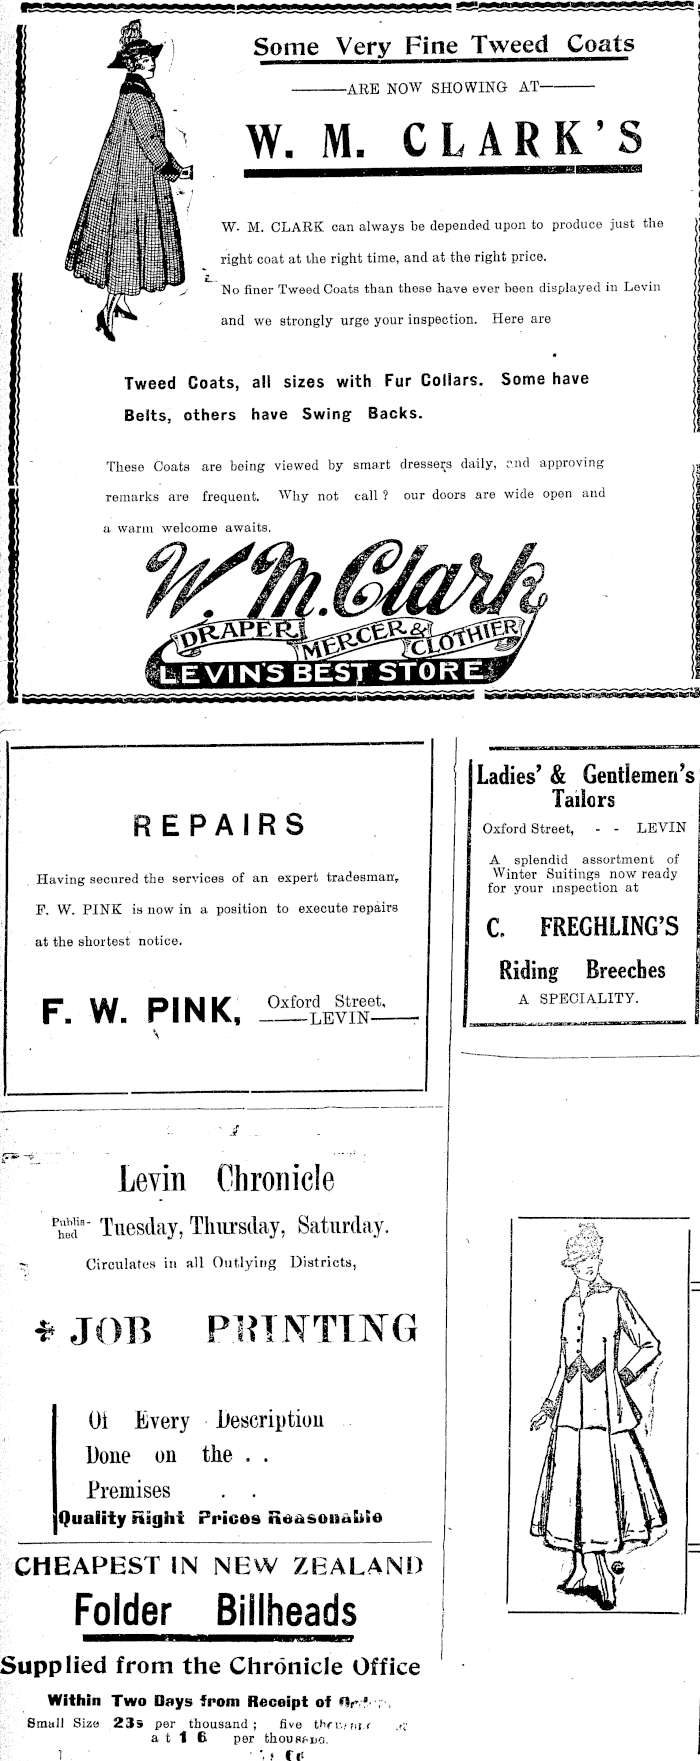 Some Very Fine Tweed Coats
ARE NOW SHOWING AT
W. M. CLARK'S
W. M. CLARK can always be depended upon to produce just the
right coat at the right time, and at the right price.
No finer Tweed Coats than these have ever been displayed in Levin
and we strongly urge your inspection. Here are
Tweed Coats, all sizes with Fur Collars. Some have
Belts, others have Swing Backs.
These Coats are being viewed by smart dressers daily, and approving
remarks are frequent. Why not call? our doors are wide open and
a warm welcome awaits.
W. M. Clark
DRAPER, MERCER & CLOTHIER
LEVIN'S BEST STORE
REPAIRS
Having secured the services of an expert tradesman,
F. W. PINK is now in a position to execute repairs
at the shortest notice.
F. W. PINK, Oxford Street,
LEVIN
Ladies' & Gentlemen's
Tailors
Oxford Street, - - LEVIN
A splendid assortment of
Winter Suitings now ready
for your inspection at
C. FRECHLING'S
Riding Breeches
A SPECIALITY.
Levin Chronicle
Publis-
hed Tuesday, Thursday, Saturday.
Circulates in all Outlying Districts,
JOB PRINTING
Of Every Description
Done on the . .
Premises . .
Quality Right Prices Reasonable
CHEAPEST IN NEW ZEALAND
Folder Billheads
Supplied from the Chronicle Office
Within Two Days from Receipt of
Small Size 23s per thousand; five
at 16 per thousand.